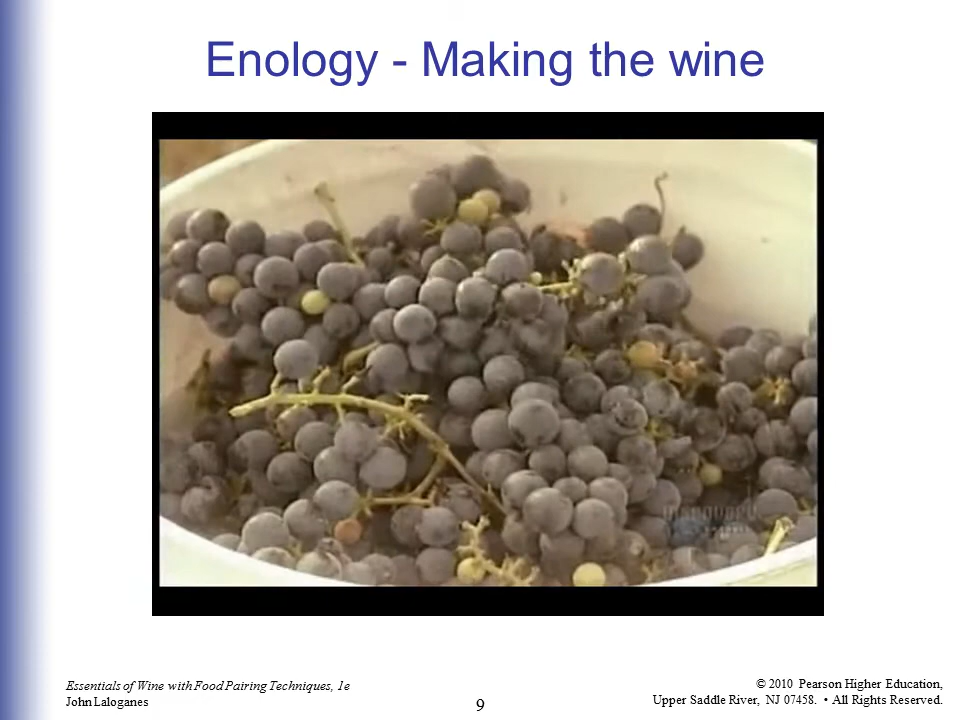 Enology - Making the wine
Essentials of Wine with Food Pairing Techniques, 1e
John Laloganes
9
© 2010 Pearson Higher Education,
Upper Saddle River, NJ 07458. • All Rights Reserved.